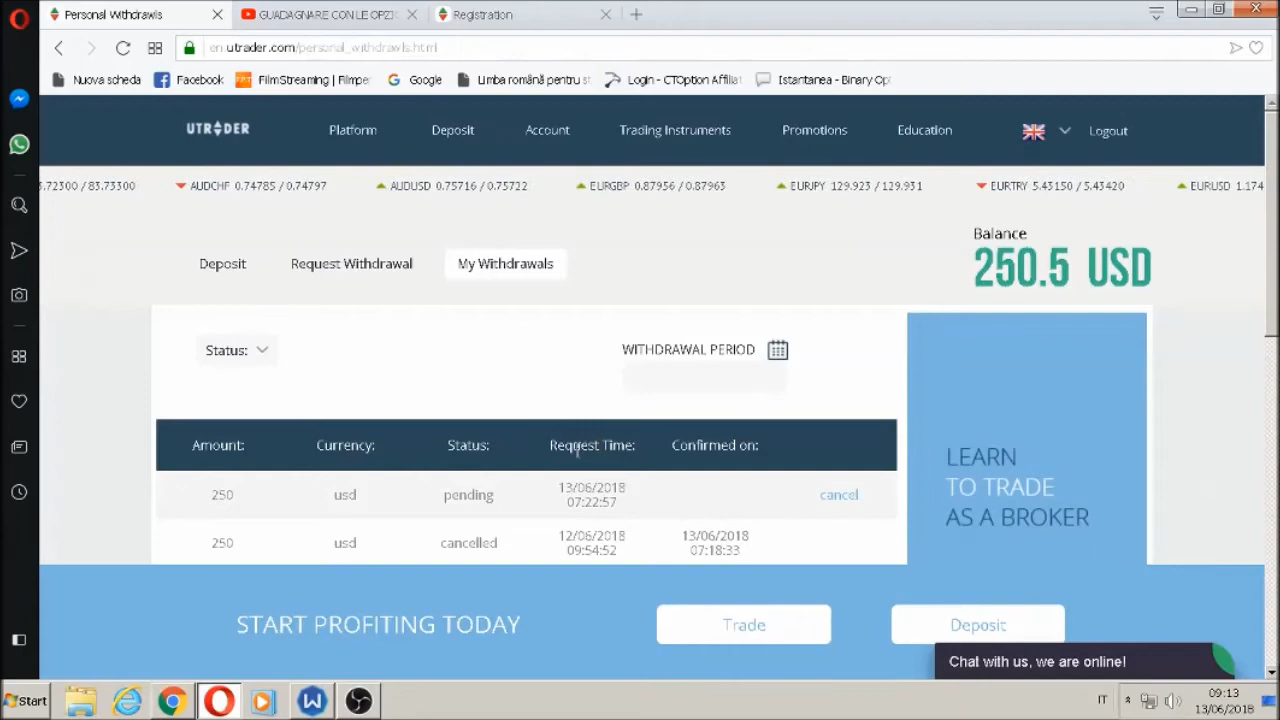 Personal Withdrawls
GUADAGNARE CON LE OPZI
Registration
en.utrader.com/personal_withdrawls.html
Nuova scheda
Facebook
FilmStreaming | Filmper
Google
Limba română pentru st
Login - CTOption Affiliat
Istantanea - Binary Opt
UTRADER
Platform
Deposit
Account
Trading Instruments
Promotions
Education
Logout
3.72300 / 83.73300
AUDCHF 0.74785 / 0.74797
AUDUSD 0.75716 / 0.75722
EURGBP 0.87956 / 0.87963
EURJPY 129.923 / 129.931
EURTRY 5.43150 / 5.43420
EURUSD 1.174
Balance
250.5 USD
Deposit
Request Withdrawal
My Withdrawals
Status:
WITHDRAWAL PERIOD
Amount: Currency: Status: Request Time: Confirmed on:
250 usd pending 13/06/2018 07:22:57 cancel
250 usd cancelled 12/06/2018 09:54:52 13/06/2018 07:18:33
LEARN
TO TRADE
AS A BROKER
START PROFITING TODAY
Trade
Deposit
Chat with us, we are online!
Start
IT
09:13
13/06/2018